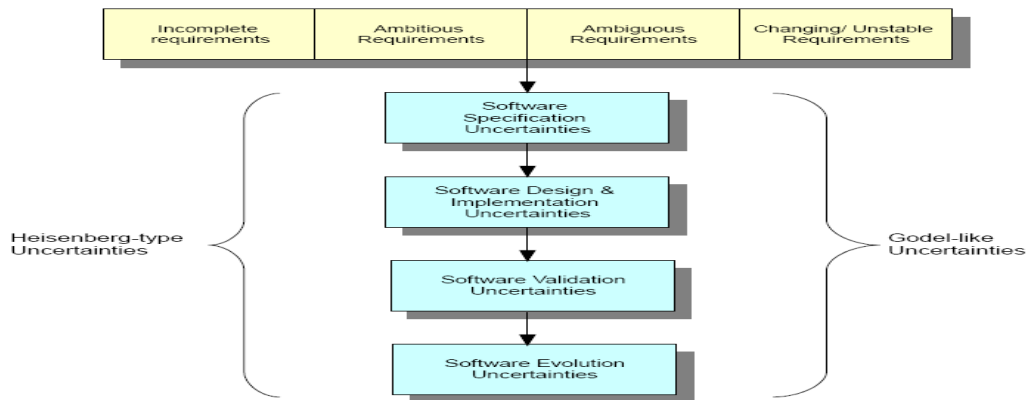 Incomplete
requirements
Ambitious
Requirements
Ambiguous
Requirements
Changing/ Unstable
Requirements
Software
Specification
Uncertainties
Software Design &
Implementation
Uncertainties
Heisenberg-type
Uncertainties
Godel-like
Uncertainties
Software Validation
Uncertainties
Software Evolution
Uncertainties